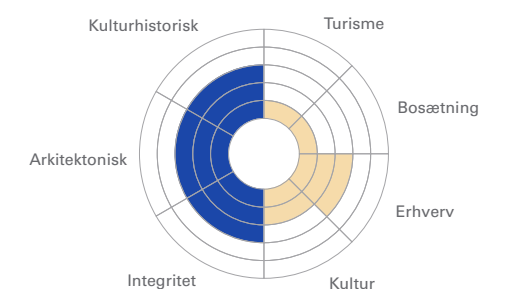 Kulturhistorisk
Turisme
Bosætning
Arkitektonisk
Erhverv
Integritet
Kultur